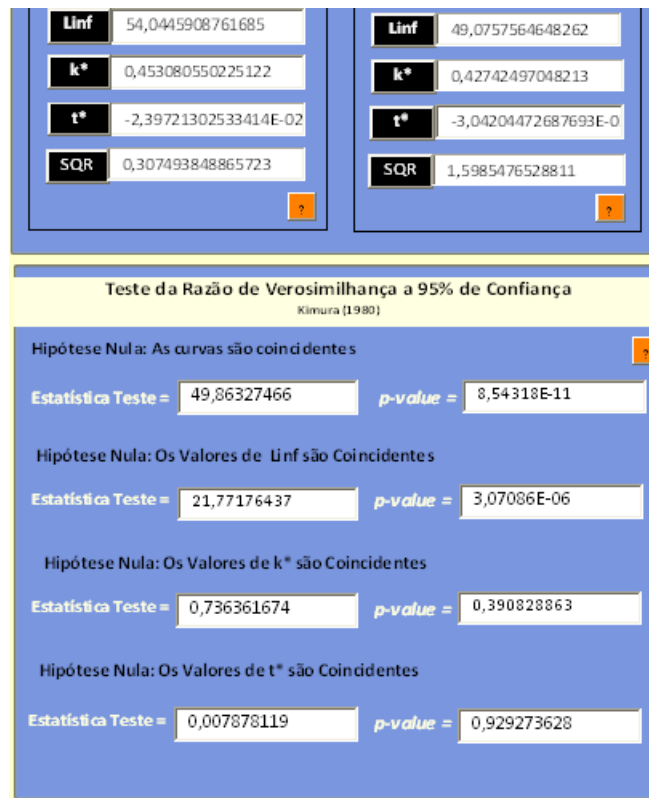 Linf 54,0445908761685
k* 0,453080550225122
t* -2,39721302533414E-02
SQR 0,307493848865723
?
Linf 49,0757564648262
k* 0,42742497048213
t* -3,04204472687693E-0
SQR 1,5985476528811
?
Teste da Razão de Verosimilhança a 95% de Confiança
Kimura (1980)
Hipótese Nula: As curvas são coincidentes
?
Estatística Teste = 49,86327466 p-value = 8,54318E-11
Hipótese Nula: Os Valores de Linf são Coincidentes
Estatística Teste = 21,77176437 p-value = 3,07086E-06
Hipótese Nula: Os Valores de k* são Coincidentes
Estatística Teste = 0,736361674 p-value = 0,390828863
Hipótese Nula: Os Valores de t* são Coincidentes
Estatística Teste = 0,007878119 p-value = 0,929273628